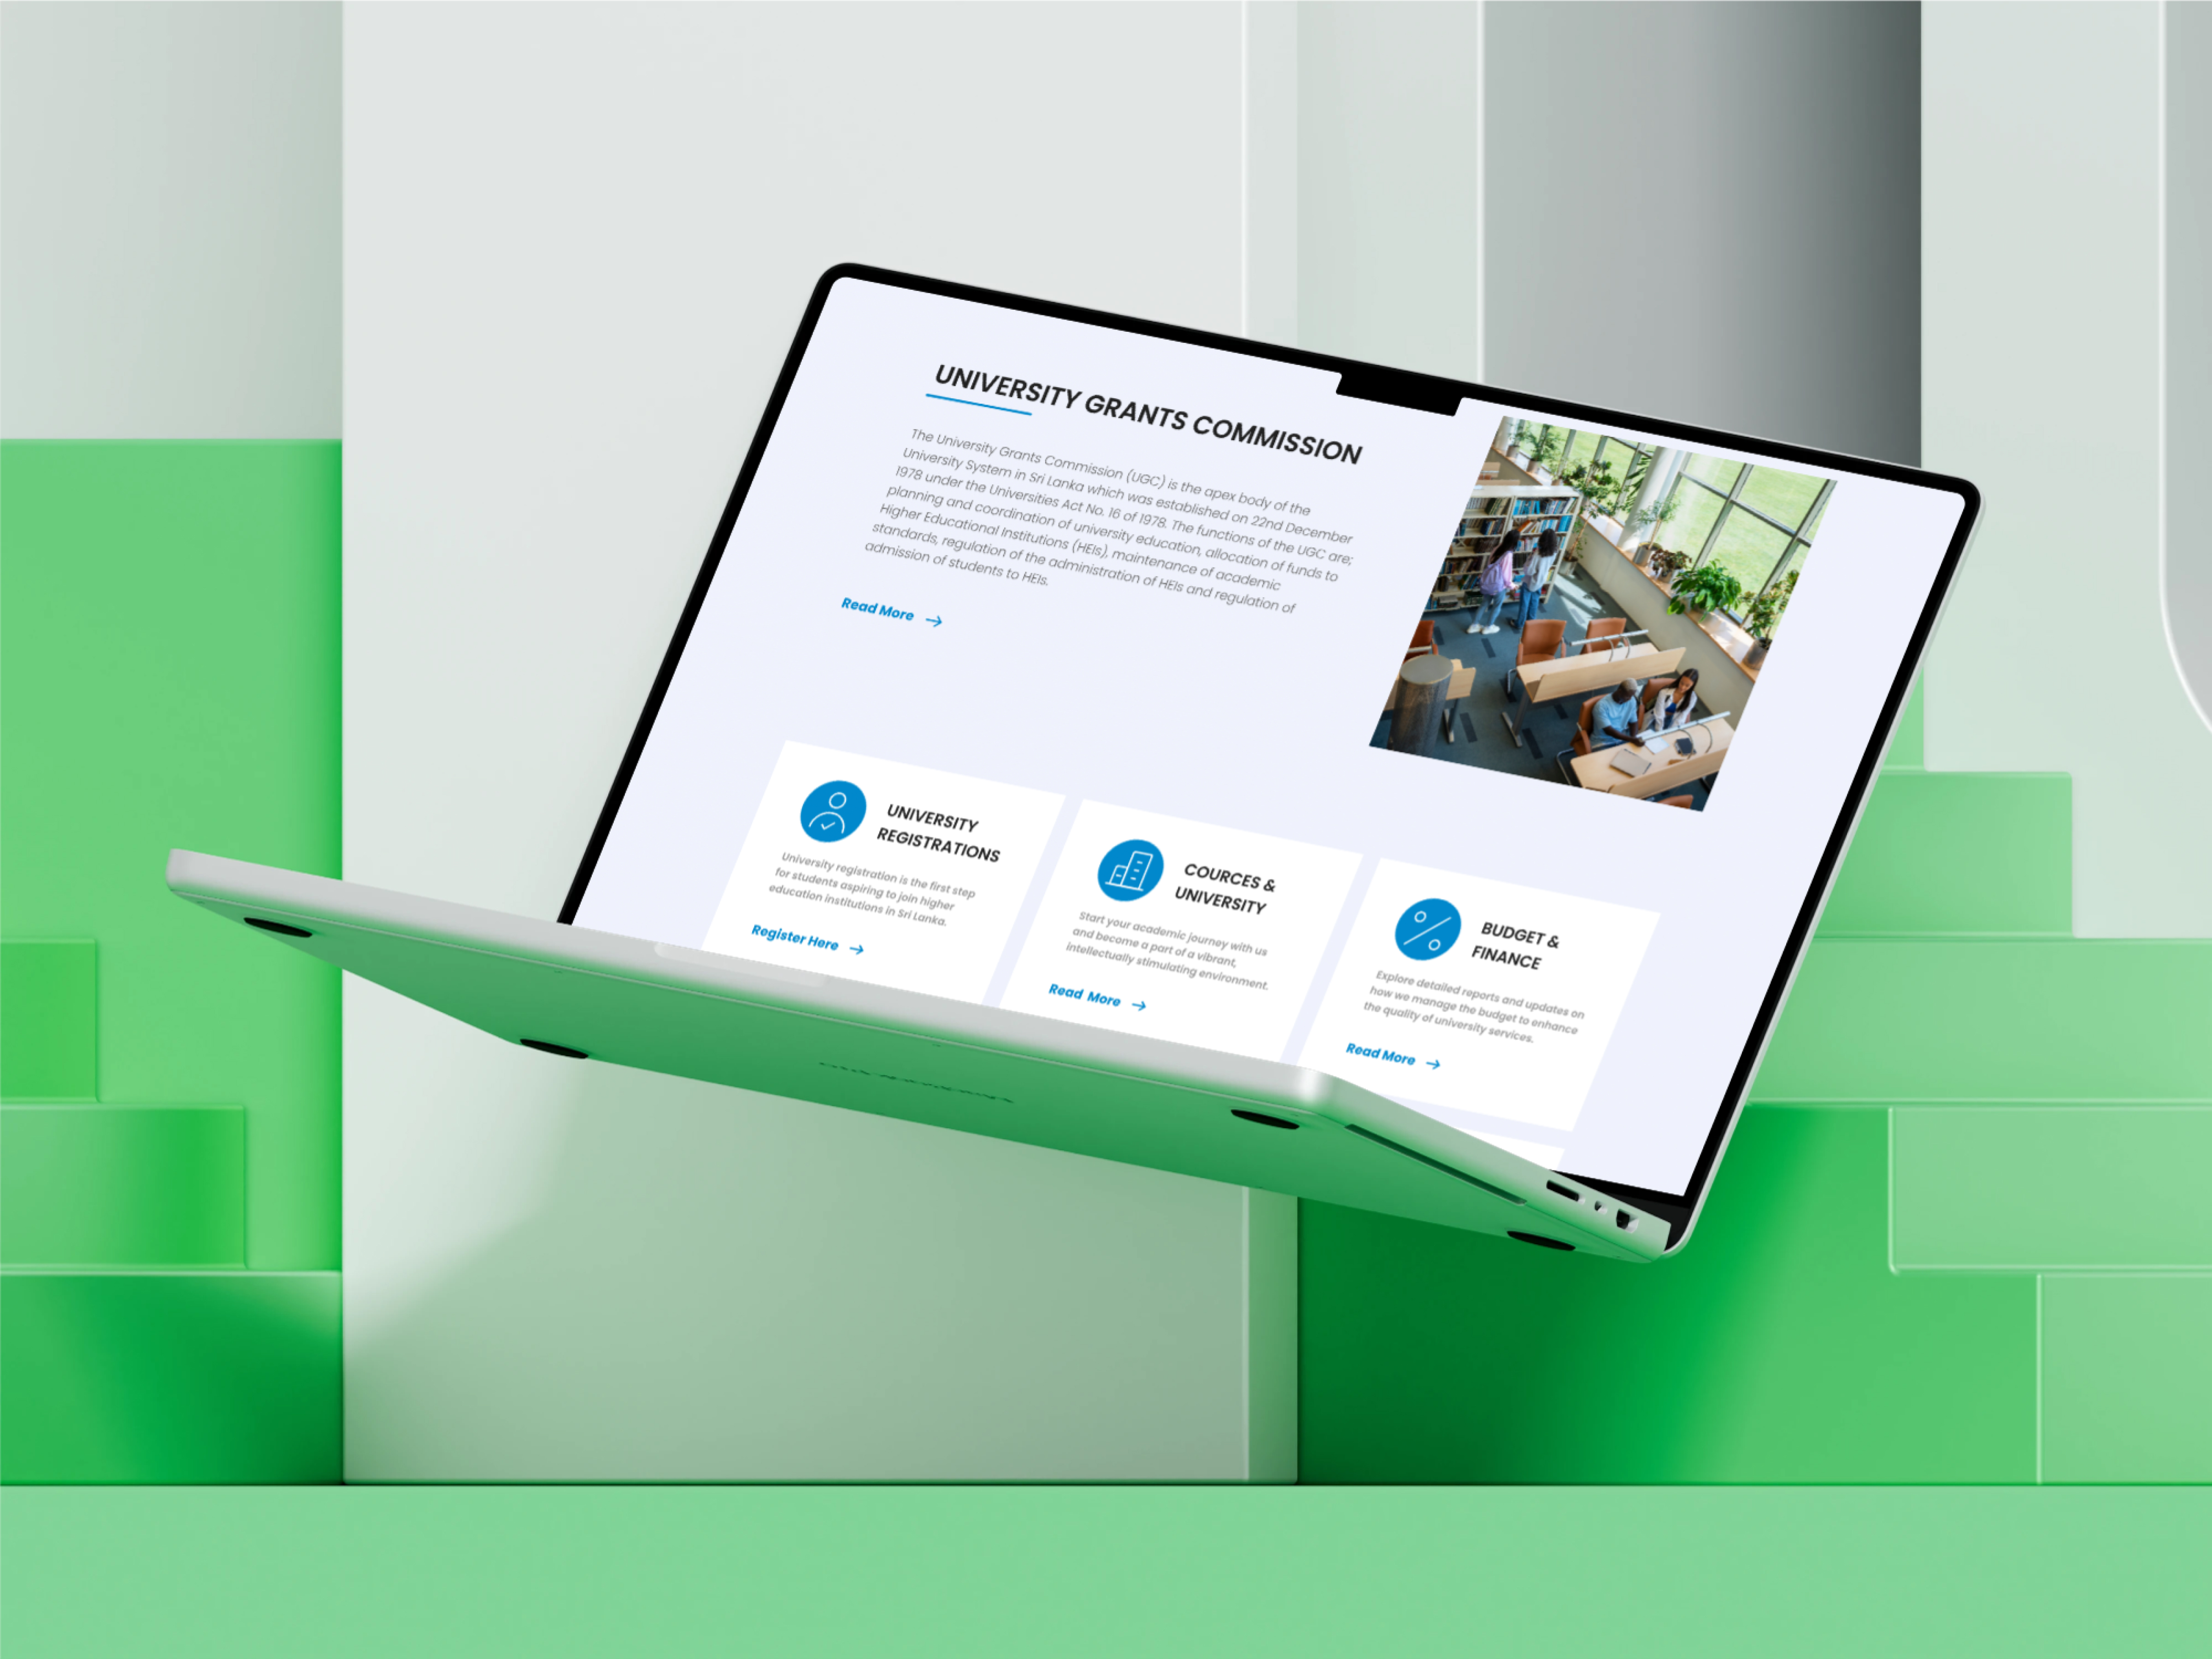 UNIVERSITY GRANTS COMMISSION
The University Grants Commission (UGC) is the apex body of the
University System in Sri Lanka which was established on 22nd December
1978 under the Universities Act No. 16 of 1978. The functions of the UGC are;
planning and coordination of university education, allocation of funds to
Higher Educational Institutions (HEIs), maintenance of academic
standards, regulation of the administration of HEIs and regulation of
admission of students to HEIs.
Read More
UNIVERSITY
REGISTRATIONS
University registration is the first step
for students aspiring to join higher
education institutions in Sri Lanka.
Register Here
COURCES &
UNIVERSITY
Start your academic journey with us
and become a part of a vibrant,
intellectually stimulating environment.
Read More
BUDGET &
FINANCE
Explore detailed reports and updates on
how we manage the budget to enhance
the quality of university services.
Read More